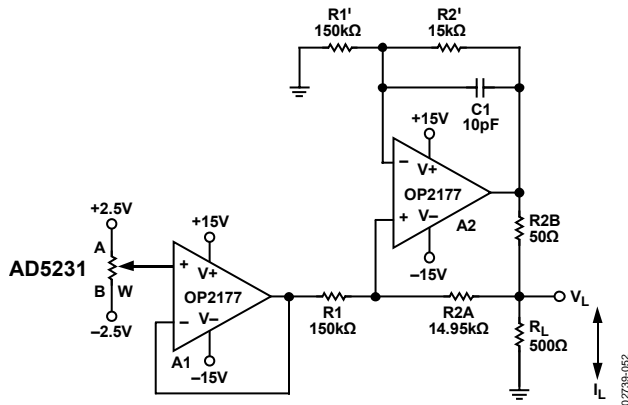 R1'
150kΩ
R2'
15kΩ
C1
10pF
+15V
−
V+
OP2177
+
V−
A2
−15V
R2B
50Ω
+2.5V
A
AD5231
B
W
−2.5V
+15V
+
V+
OP2177
−
V−
A1
−15V
R1
150kΩ
R2A
14.95kΩ
VL
RL
500Ω
IL
02739-052